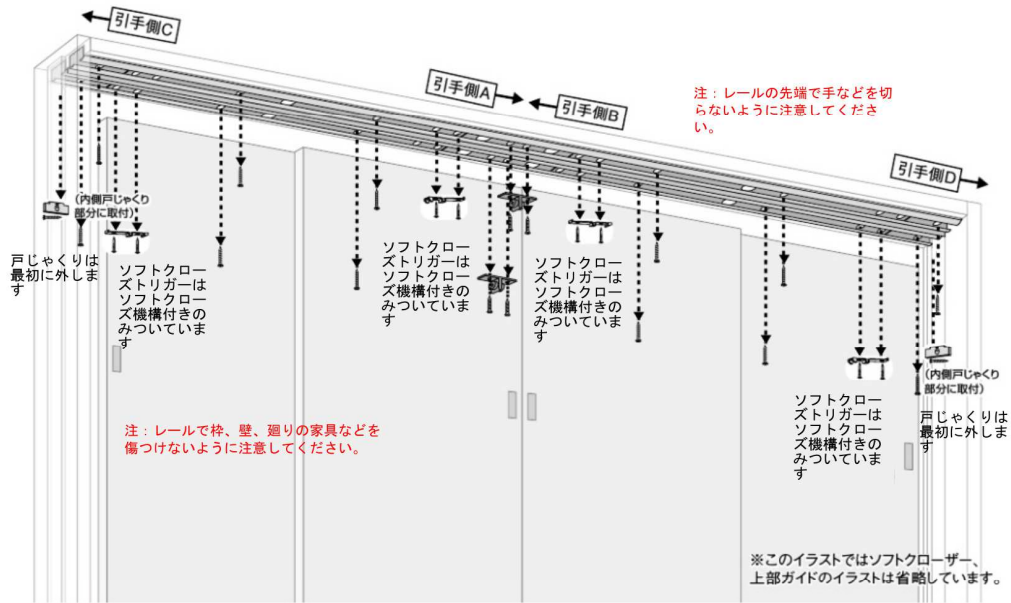 引手側C
引手側A
引手側B
注：レールの先端で手などを切
らないように注意してくださ
い。
引手側D
（内側戸じゃくり
部分に取付）
戸じゃくりは
最初に外しま
す
ソフトクロー
ズトリガーは
ソフトクロー
ズ機構付きの
みついていま
す
ソフトクロー
ズトリガーは
ソフトクロー
ズ機構付きの
みついていま
す
ソフトクロー
ズトリガーは
ソフトクロー
ズ機構付きの
みついていま
す
（内側戸じゃくり
部分に取付）
ソフトクロー
ズトリガーは
ソフトクロー
ズ機構付きの
みついていま
す
戸じゃくりは
最初に外しま
す
注：レールで枠、壁、廻りの家具などを
傷つけないように注意してください。
※このイラストではソフトクローザー、
上部ガイドのイラストは省略しています。